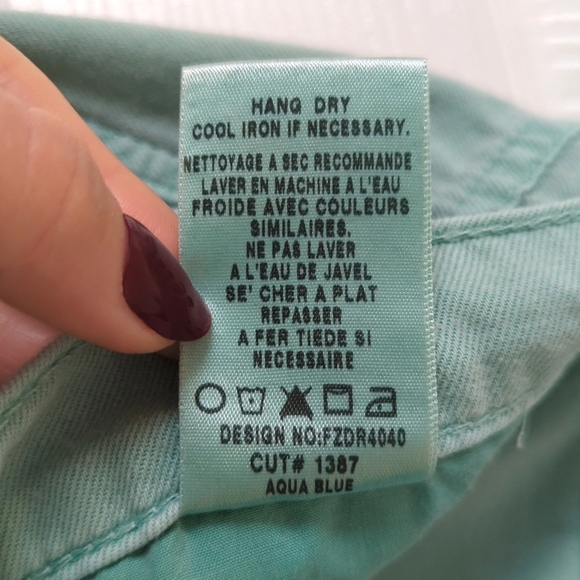 HANG DRY
COOL IRON IF NECESSARY.
NETTOYAGE A SEC RECOMMANDE
LAVER EN MACHINE A L'EAU
FROIDE AVEC COULEURS
SIMILAIRES.
NE PAS LAVER
A L'EAU DE JAVEL
SE' CHER A PLAT
REPASSER
A FER TIEDE SI
NECESSAIRE
DESIGN NO:FZDR4040
CUT# 1387
AQUA BLUE